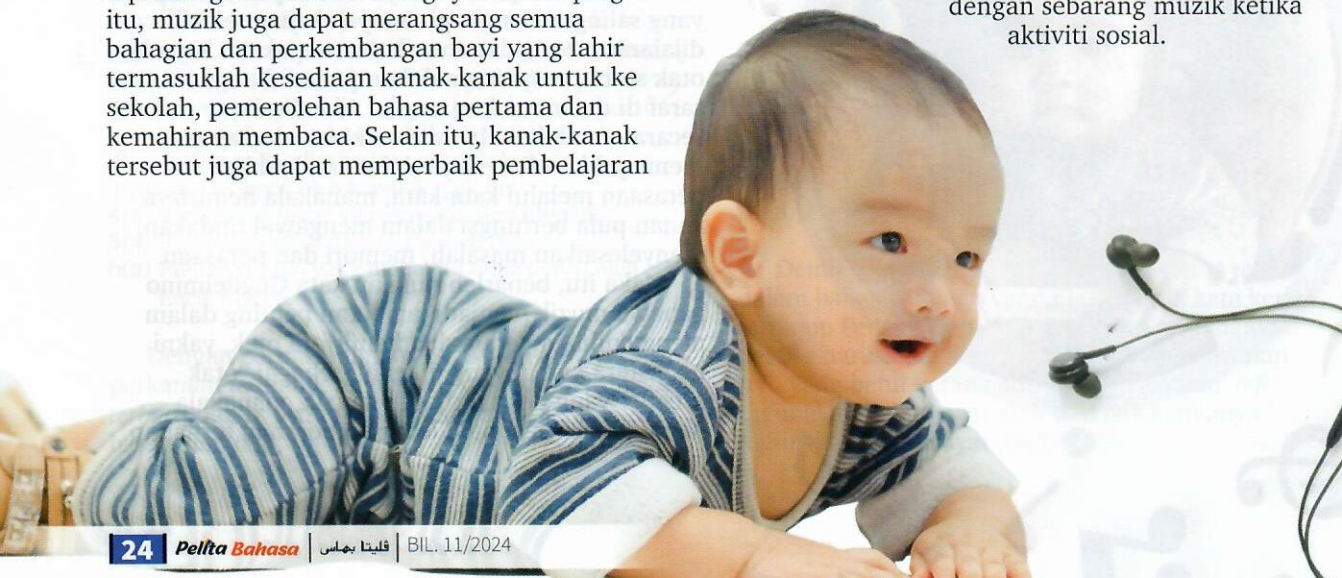 itu, muzik juga dapat merangsang semua
bahagian dan perkembangan bayi yang lahir
termasuklah kesediaan kanak-kanak untuk ke
sekolah, pemerolehan bahasa pertama dan
kemahiran membaca. Selain itu, kanak-kanak
tersebut juga dapat memperbaik pembelajaran
dengan sebarang muzik ketika
aktiviti sosial.
24 Pelita Bahasa | ڤليتا بهاس | BIL. 11/2024